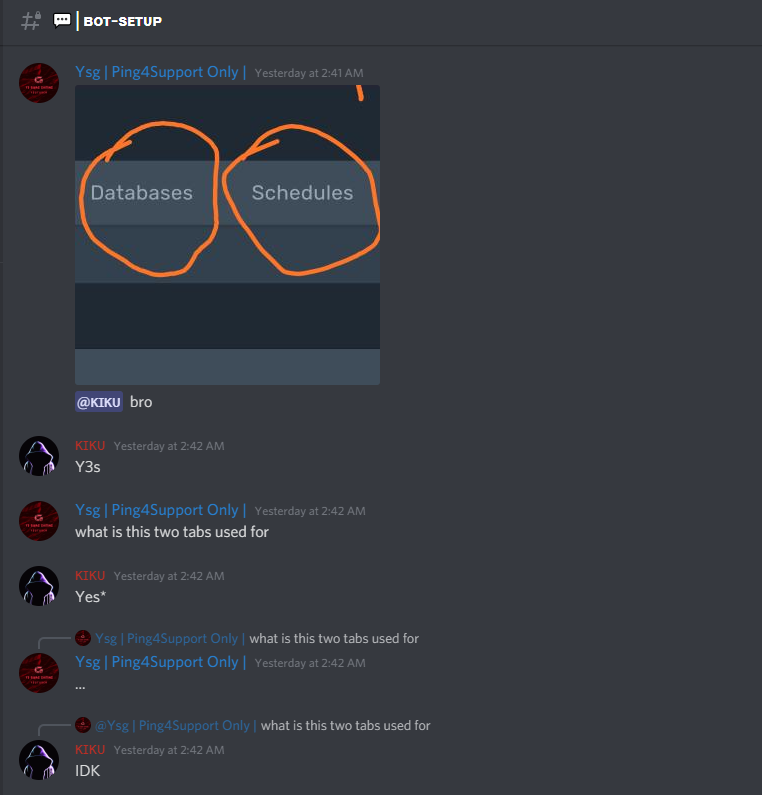 BOT-SETUP
Ysg | Ping4Support Only | Yesterday at 2:41 AM
Databases Schedules
@KIKU bro
KIKU Yesterday at 2:42 AM
Y3s
Ysg | Ping4Support Only | Yesterday at 2:42 AM
what is this two tabs used for
KIKU Yesterday at 2:42 AM
Yes*
Ysg | Ping4Support Only | what is this two tabs used for
Ysg | Ping4Support Only | Yesterday at 2:42 AM
...
@Ysg | Ping4Support Only | what is this two tabs used for
KIKU Yesterday at 2:42 AM
IDK